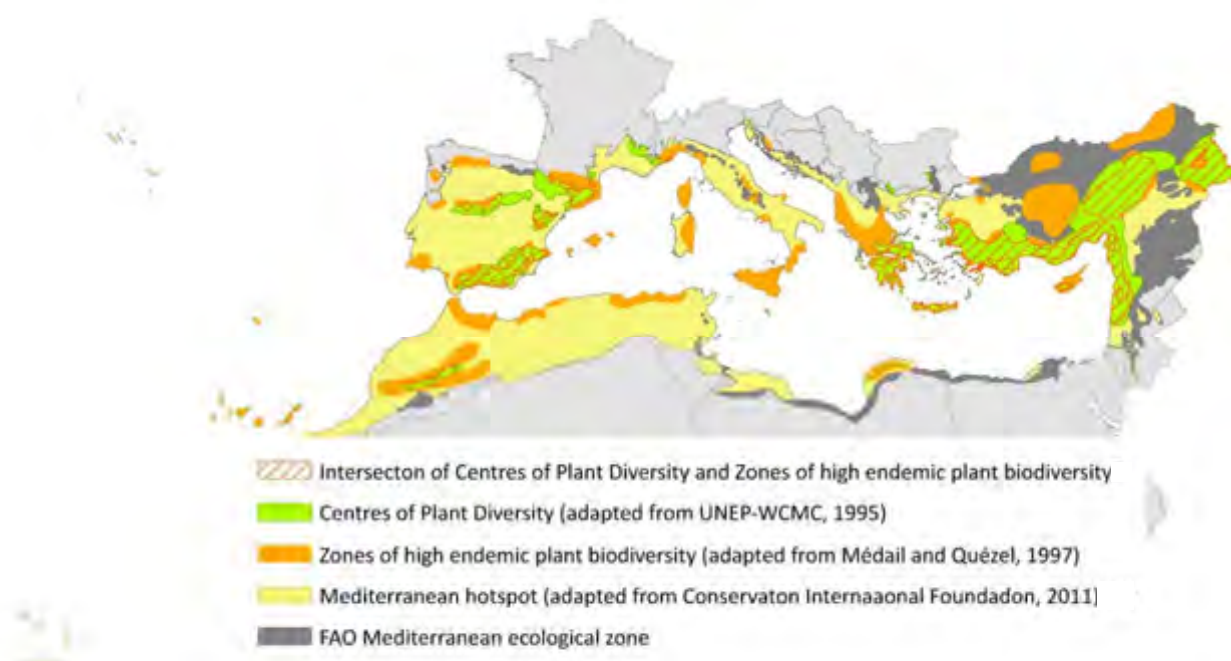 Intersecton of Centres of Plant Diversity and Zones of high endemic plant biodiversity
Centres of Plant Diversity (adapted from UNEP-WCMC, 1995)
Zones of high endemic plant biodiversity (adapted from Médail and Quézel, 1997)
Mediterranean hotspot (adapted from Conservaton Internaaonal Foundadon, 2011)
FAO Mediterranean ecological zone